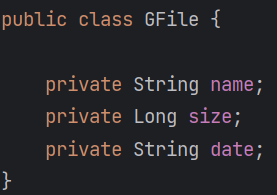 public class GFile {
    private String name;
    private Long size;
    private String date;
}